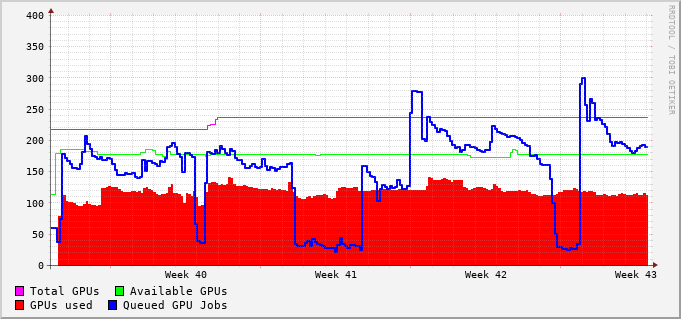 400
350
300
250
200
150
100
50
0
Week 40 Week 41 Week 42 Week 43
Total GPUs Available GPUs
GPUs used Queued GPU Jobs
RRDTOOL / TOBI OETIKER